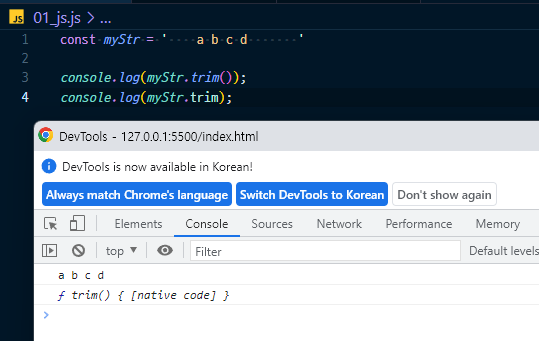 JS 01_js.js > ...
1 const myStr = '    a b c d       '
2
3 console.log(myStr.trim());
4 console.log(myStr.trim);
DevTools - 127.0.0.1:5500/index.html
DevTools is now available in Korean!
Always match Chrome's language Switch DevTools to Korean Don't show again
Elements Console Sources Network Performance Memory
top ▼ Filter Default levels
a b c d
ƒ trim() { [native code] }
>